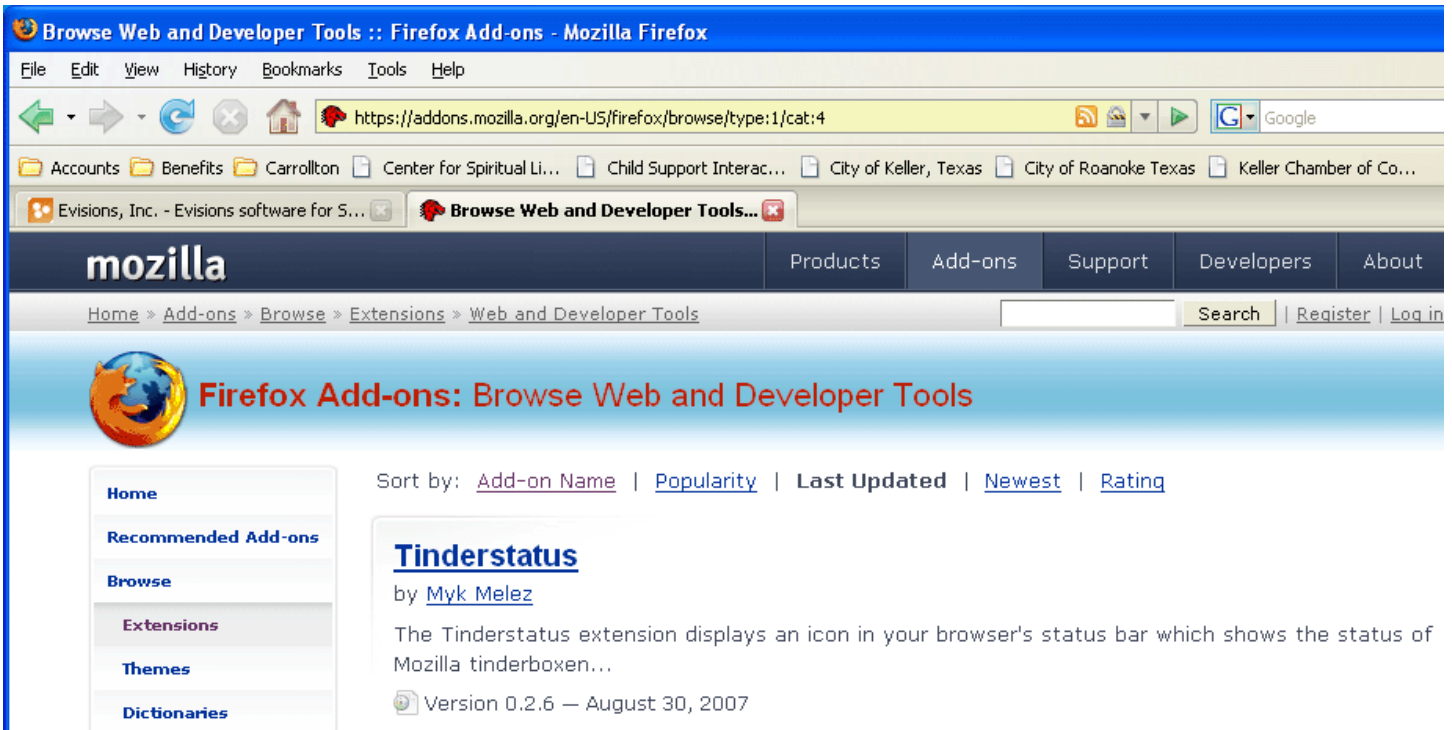 Browse Web and Developer Tools :: Firefox Add-ons - Mozilla Firefox
File Edit View History Bookmarks Tools Help
https://addons.mozilla.org/en-US/firefox/browse/type:1/cat:4 G Google
Accounts Benefits Carrollton Center for Spiritual Li... Child Support Interac... City of Keller, Texas City of Roanoke Texas Keller Chamber of Co...
Evisions, Inc. - Evisions software for S... Browse Web and Developer Tools...
mozilla Products Add-ons Support Developers About
Home » Add-ons » Browse » Extensions » Web and Developer Tools Search | Register | Log in
Firefox Add-ons: Browse Web and Developer Tools
Home
Recommended Add-ons
Browse
Extensions
Themes
Dictionaries
Sort by: Add-on Name | Popularity | Last Updated | Newest | Rating
Tinderstatus
by Myk Melez
The Tinderstatus extension displays an icon in your browser's status bar which shows the status of
Mozilla tinderboxen...
Version 0.2.6 — August 30, 2007